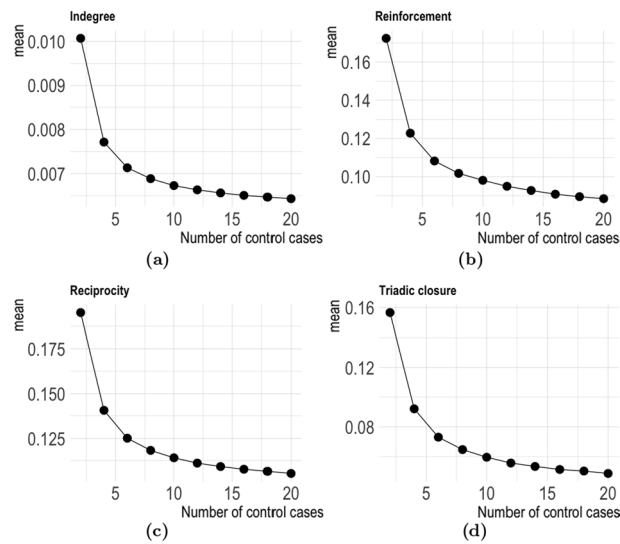 Indegree
mean
0.010
0.009
0.008
0.007
5 10 15 20
Number of control cases
(a)
Reinforcement
mean
0.16
0.14
0.12
0.10
5 10 15 20
Number of control cases
(b)
Reciprocity
mean
0.175
0.150
0.125
5 10 15 20
Number of control cases
(c)
Triadic closure
mean
0.16
0.12
0.08
5 10 15 20
Number of control cases
(d)